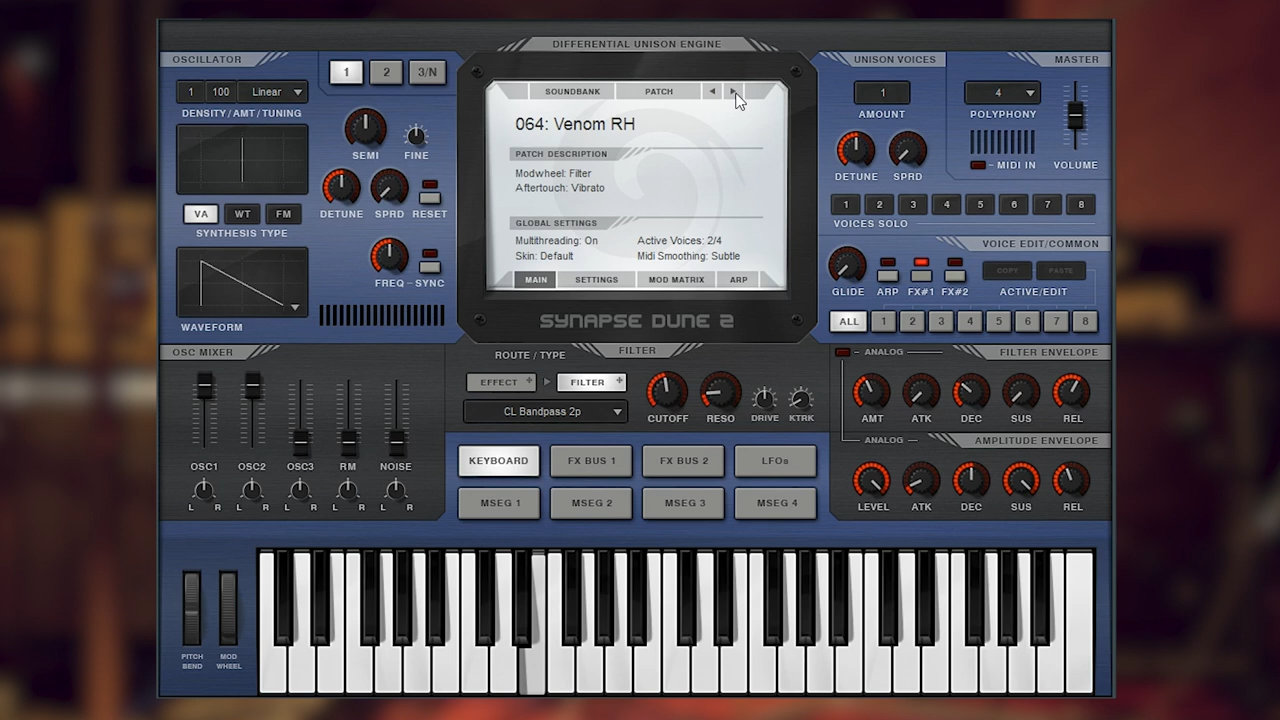 DIFFERENTIAL UNISON ENGINE
OSCILLATOR
1 2 3/N
1 100 Linear
DENSITY / AMT / TUNING
SEMI FINE
VA WT FM
SYNTHESIS TYPE
DETUNE SPRD RESET
FREQ - SYNC
WAVEFORM
SOUNDBANK PATCH
064: Venom RH
PATCH DESCRIPTION
Modwheel: Filter
Aftertouch: Vibrato
GLOBAL SETTINGS
Multithreading: On Active Voices: 2/4
Skin: Default Midi Smoothing: Subtle
MAIN SETTINGS MOD MATRIX ARP
SYNAPSE DUNE 2
UNISON VOICES MASTER
1 4
AMOUNT POLYPHONY
MIDI IN VOLUME
DETUNE SPRD
1 2 3 4 5 6 7 8
VOICES SOLO
VOICE EDIT/COMMON
COPY PASTE
GLIDE ARP FX#1 FX#2 ACTIVE/EDIT
ALL 1 2 3 4 5 6 7 8
OSC MIXER
OSC1 OSC2 OSC3 RM NOISE
L R L R L R L R L R
ROUTE / TYPE FILTER
EFFECT + FILTER +
CL Bandpass 2p
CUTOFF RESO DRIVE KTRK
KEYBOARD FX BUS 1 FX BUS 2 LFOs
MSEG 1 MSEG 2 MSEG 3 MSEG 4
ANALOG FILTER ENVELOPE
AMT ATK DEC SUS REL
ANALOG AMPLITUDE ENVELOPE
LEVEL ATK DEC SUS REL
PITCH BEND
MOD WHEEL